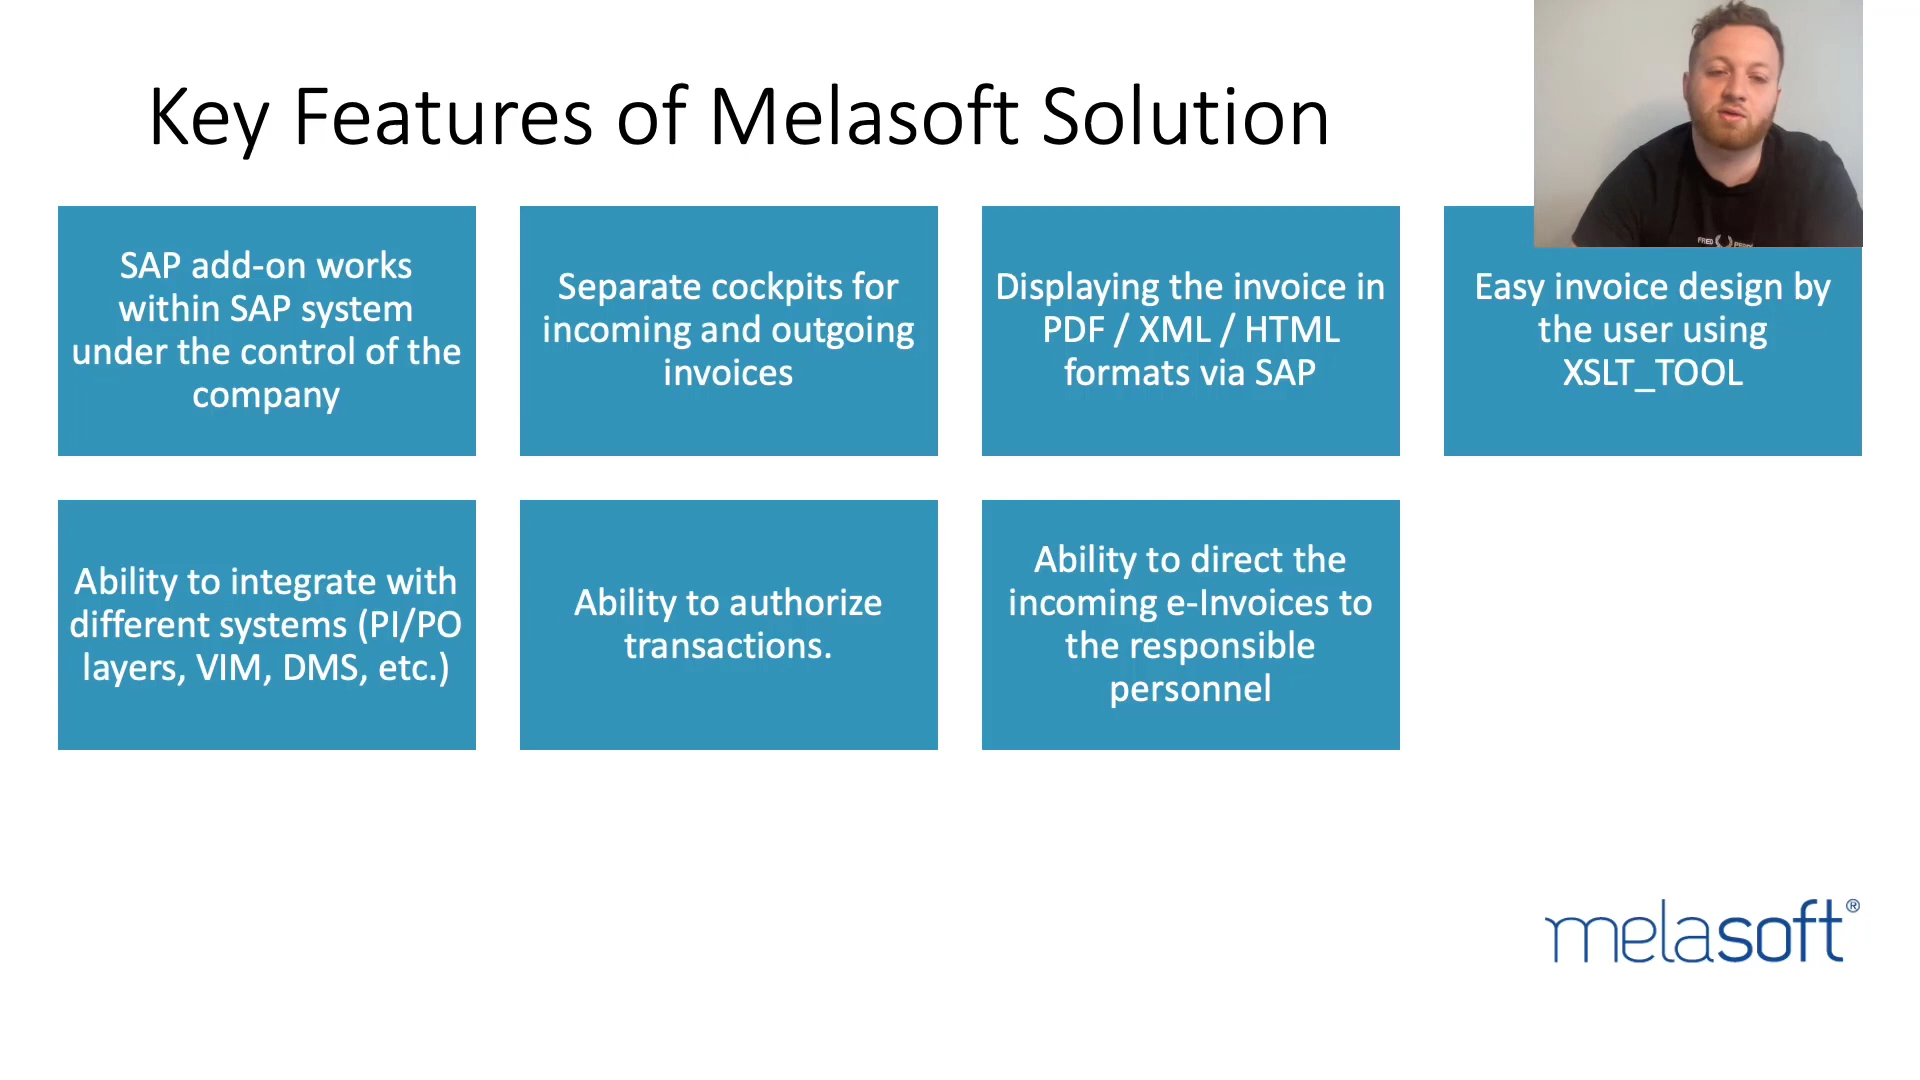 Key Features of Melasoft Solution
SAP add-on works
within SAP system
under the control of the
company
Separate cockpits for
incoming and outgoing
invoices
Displaying the invoice in
PDF / XML / HTML
formats via SAP
Easy invoice design by
the user using
XSLT_TOOL
Ability to integrate with
different systems (PI/PO
layers, VIM, DMS, etc.)
Ability to authorize
transactions.
Ability to direct the
incoming e-Invoices to
the responsible
personnel
FRED
melasoft®